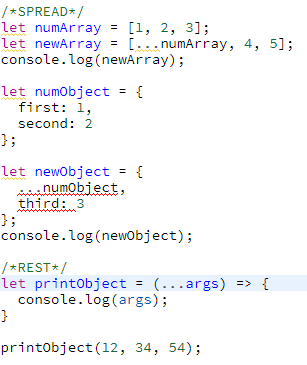 /*SPREAD*/
let numArray = [1, 2, 3];
let newArray = [...numArray, 4, 5];
console.log(newArray);
let numObject = {
first: 1,
second: 2
};
let newObject = {
...numObject,
third: 3
};
console.log(newObject);
/*REST*/
let printObject = (...args) => {
console.log(args);
}
printObject(12, 34, 54);